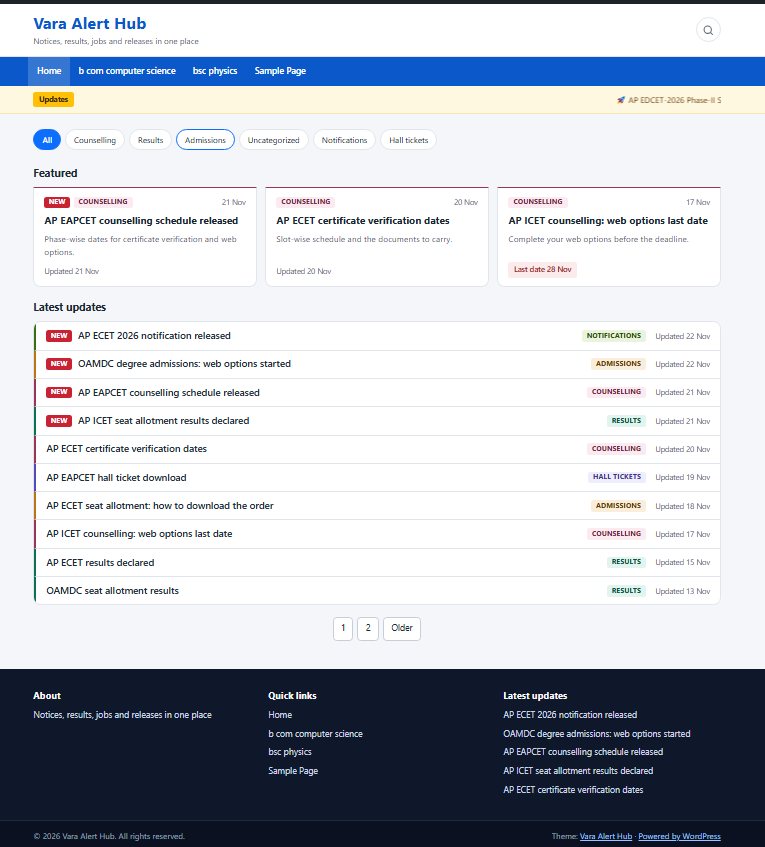 Vara Alert Hub
Notices, results, jobs and releases in one place
Home b com computer science bsc physics Sample Page
Updates 🚀 AP EDCET-2026 Phase-II S
All Counselling Results Admissions Uncategorized Notifications Hall tickets
Featured
NEW COUNSELLING 21 Nov
AP EAPCET counselling schedule released
Phase-wise dates for certificate verification and web
options.
Updated 21 Nov
COUNSELLING 20 Nov
AP ECET certificate verification dates
Slot-wise schedule and the documents to carry.
Updated 20 Nov
COUNSELLING 17 Nov
AP ICET counselling: web options last date
Complete your web options before the deadline.
Last date 28 Nov
Latest updates
NEW AP ECET 2026 notification released NOTIFICATIONS Updated 22 Nov
NEW OAMDC degree admissions: web options started ADMISSIONS Updated 22 Nov
NEW AP EAPCET counselling schedule released COUNSELLING Updated 21 Nov
NEW AP ICET seat allotment results declared RESULTS Updated 21 Nov
AP ECET certificate verification dates COUNSELLING Updated 20 Nov
AP EAPCET hall ticket download HALL TICKETS Updated 19 Nov
AP ECET seat allotment: how to download the order ADMISSIONS Updated 18 Nov
AP ICET counselling: web options last date COUNSELLING Updated 17 Nov
AP ECET results declared RESULTS Updated 15 Nov
OAMDC seat allotment results RESULTS Updated 13 Nov
1 2 Older
About
Notices, results, jobs and releases in one place
Quick links
Home
b com computer science
bsc physics
Sample Page
Latest updates
AP ECET 2026 notification released
OAMDC degree admissions: web options started
AP EAPCET counselling schedule released
AP ICET seat allotment results declared
AP ECET certificate verification dates
© 2026 Vara Alert Hub. All rights reserved.
Theme: Vara Alert Hub · Powered by WordPress